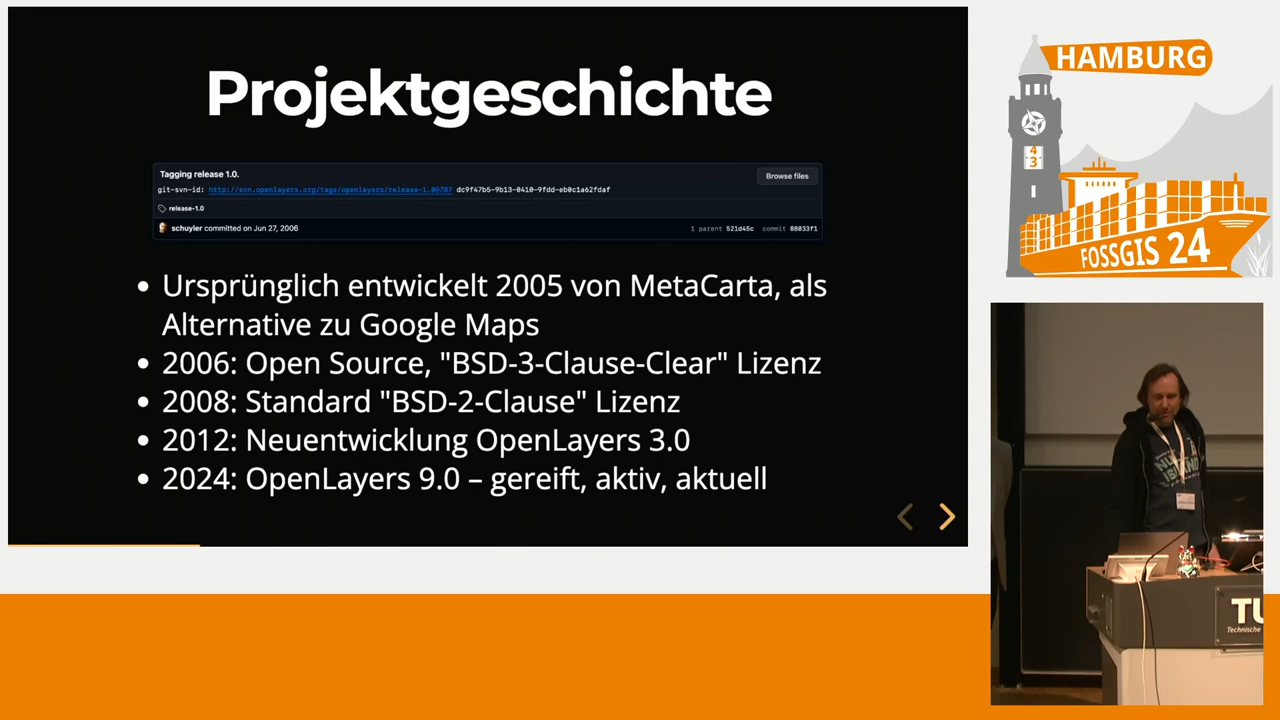 Projektgeschichte
Tagging release 1.0.
Browse files
git-svn-id: http://svn.openlayers.org/tags/openlayers/release-1.0@787 dc9f47b5-9b13-0410-9fdd-eb0c1a62fdaf
release-1.0
schuyler committed on Jun 27, 2006
1 parent 521d45c commit 88033f1
• Ursprünglich entwickelt 2005 von MetaCarta, als
Alternative zu Google Maps
• 2006: Open Source, "BSD-3-Clause-Clear" Lizenz
• 2008: Standard "BSD-2-Clause" Lizenz
• 2012: Neuentwicklung OpenLayers 3.0
• 2024: OpenLayers 9.0 – gereift, aktiv, aktuell
HAMBURG
4
3
FOSSGIS 24
TU
Technische